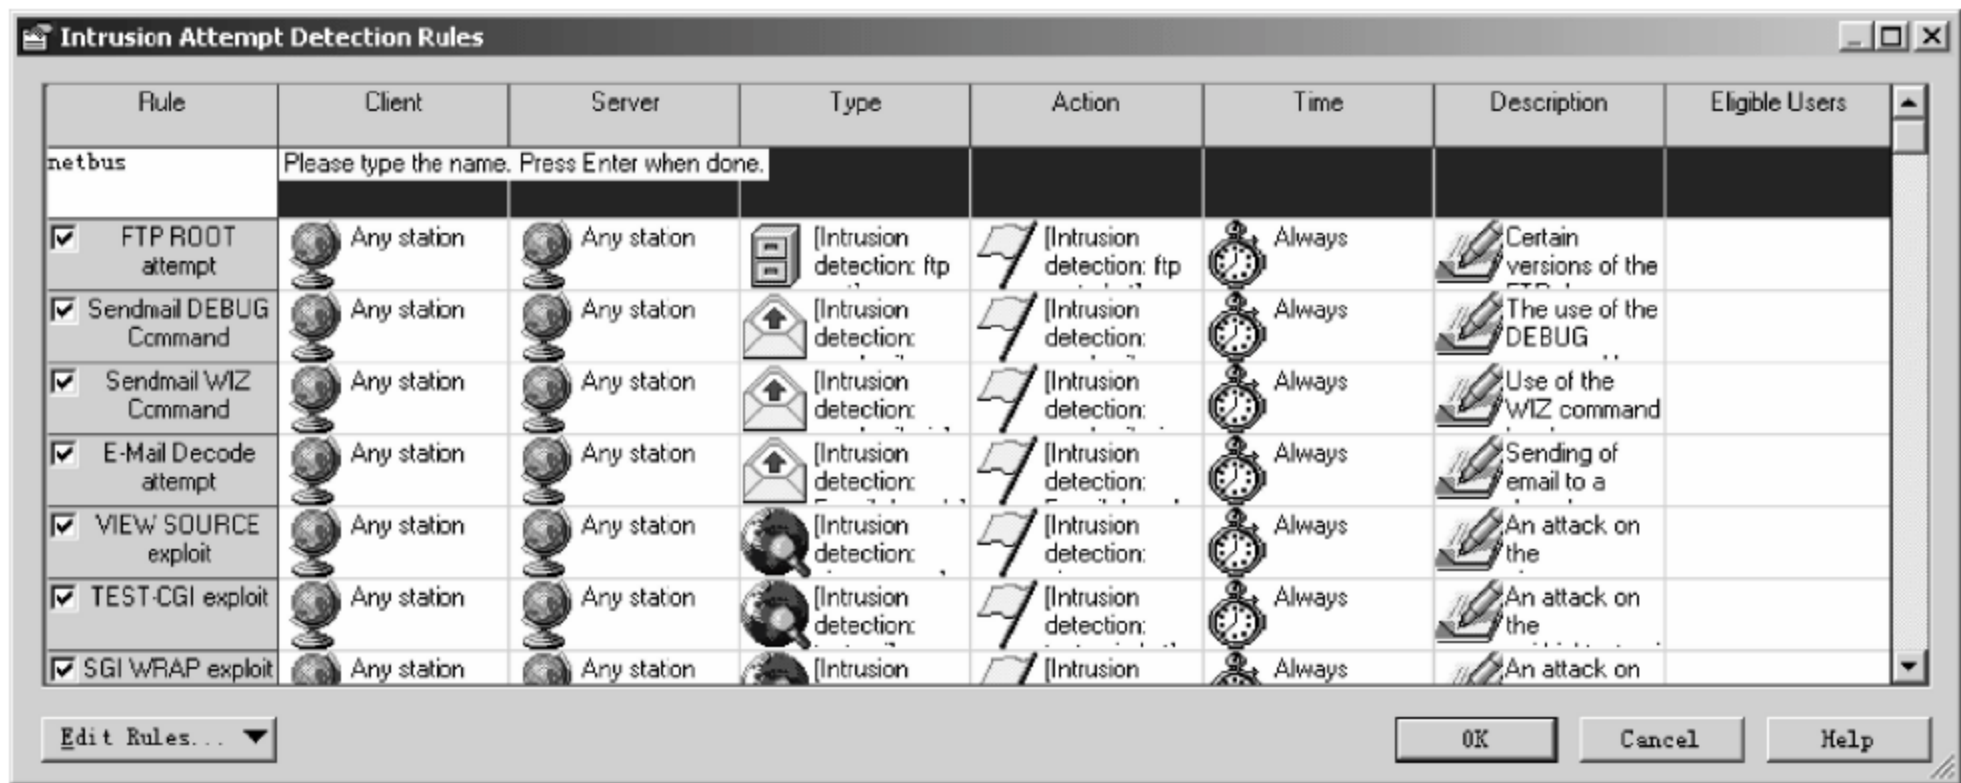 Intrusion Attempt Detection Rules
Rule Client Server Type Action Time Description Eligible Users
netbus Please type the name. Press Enter when done.
FTP ROOT Any station Any station [Intrusion [Intrusion Always Certain
attempt detection: ftp detection: ftp versions of the
Sendmail DEBUG Any station Any station [Intrusion [Intrusion Always The use of the
Command detection: detection: DEBUG
Sendmail WIZ Any station Any station [Intrusion [Intrusion Always Use of the
Command detection: detection: WIZ command
E-Mail Decode Any station Any station [Intrusion [Intrusion Always Sending of
attempt detection: detection: email to a
VIEW SOURCE Any station Any station [Intrusion [Intrusion Always An attack on
exploit detection: detection: the
TEST-CGI exploit Any station Any station [Intrusion [Intrusion Always An attack on
detection: detection: the
SGI WRAP exploit Any station Any station [Intrusion [Intrusion Always An attack on
Edit Rules... OK Cancel Help